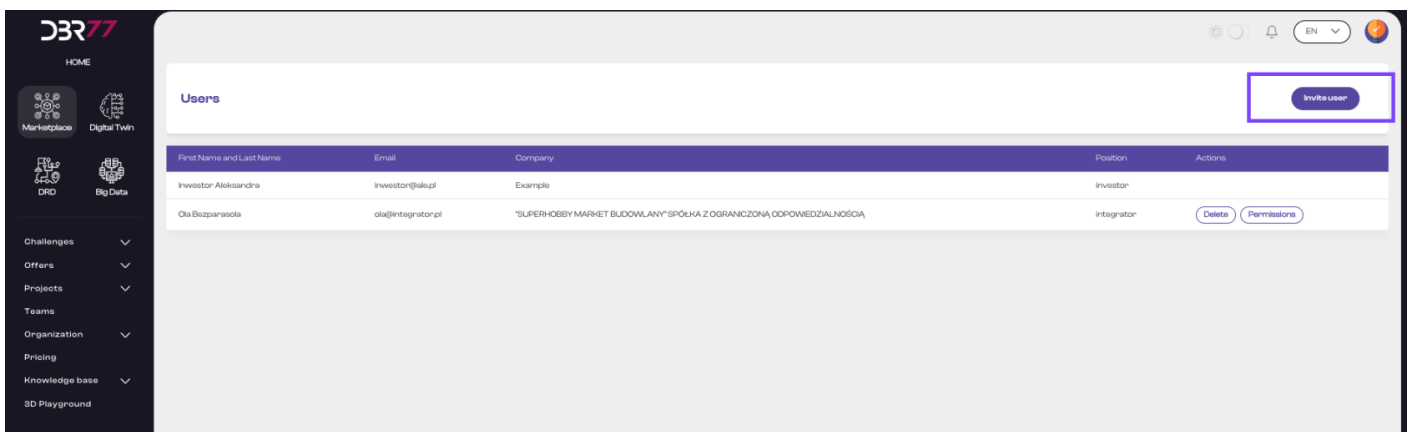 DBR77
HOME
Marketplace
Digital Twin
DRD
Big Data
Challenges
Offers
Projects
Teams
Organization
Pricing
Knowledge base
3D Playground
EN
Users
Invite user
First Name and Last Name Email Company Position Actions
Inwestor Aleksandra inwestor@ale.pl Example investor
Ola Bezparasola ola@integrator.pl "SUPERHOBBY MARKET BUDOWLANY" SPÓŁKA Z OGRANICZONĄ ODPOWIEDZIALNOŚCIĄ integrator Delete Permissions